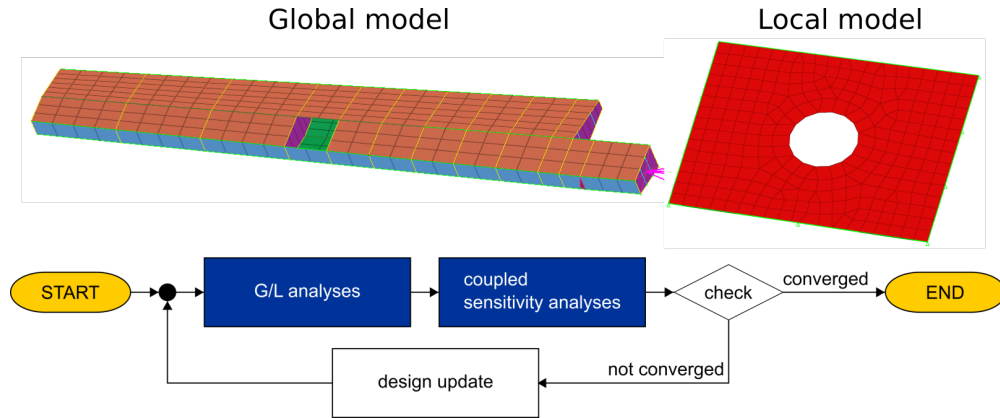 Global model
Local model
START
G/L analyses
coupled
sensitivity analyses
check
converged
END
design update
not converged